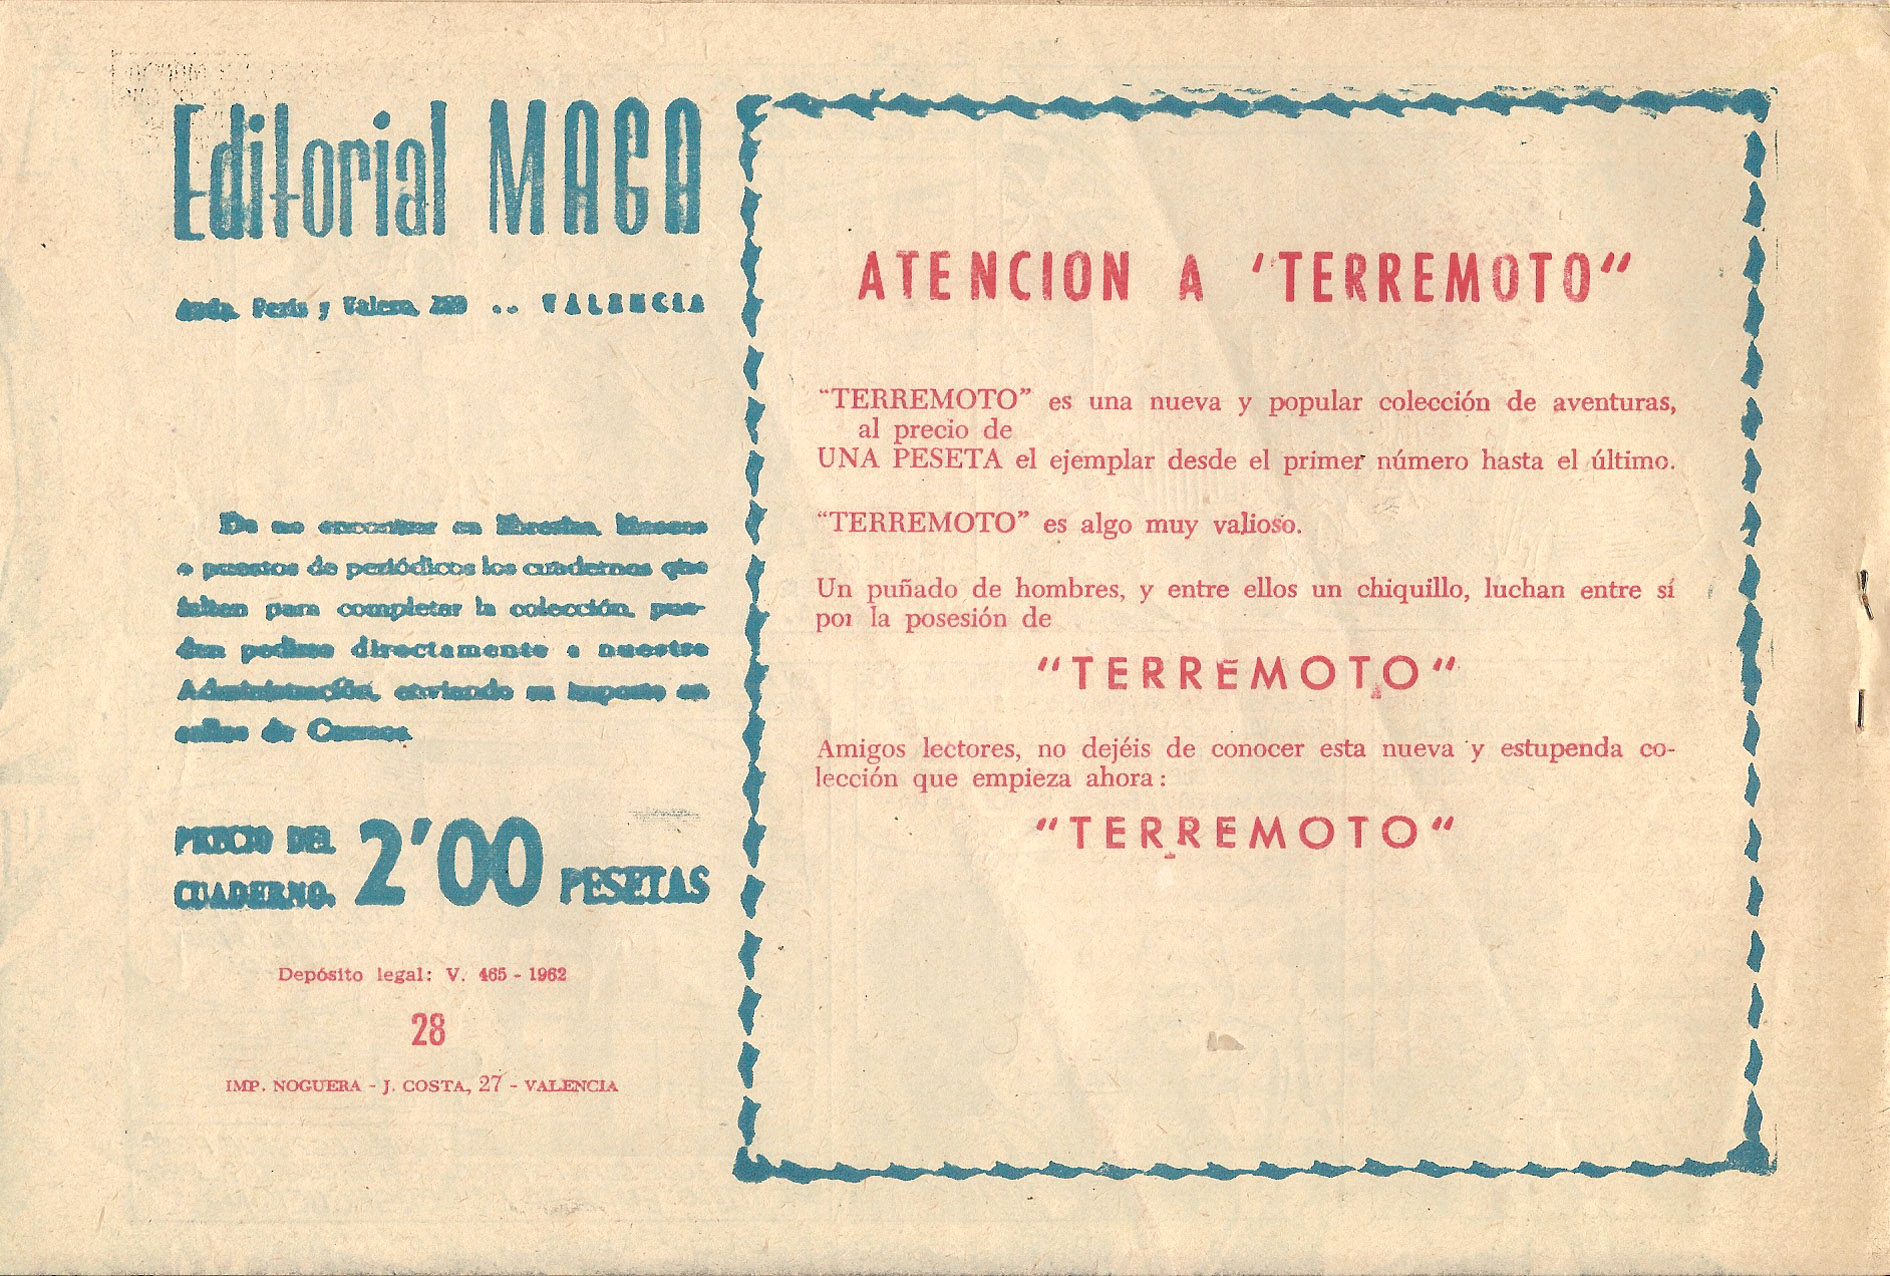 Editorial MAGA
Avda. Peris y Valero, VALENCIA
De no encontrar en librerías, kioscos
o puestos de periódicos los cuadernos que
faltan para completar la colección, pue-
den pedirse directamente a nuestra
Administración, enviando su importe en
sellos de Correos.
PRECIO DEL
CUADERNO. 2'00 PESETAS
Depósito legal: V. 465 - 1962
28
IMP. NOGUERA - J. COSTA, 27 - VALENCIA
ATENCION A 'TERREMOTO"
"TERREMOTO" es una nueva y popular colección de aventuras,
al precio de
UNA PESETA el ejemplar desde el primer número hasta el último.
"TERREMOTO" es algo muy valioso.
Un puñado de hombres, y entre ellos un chiquillo, luchan entre sí
por la posesión de
"TERREMOTO"
Amigos lectores, no dejéis de conocer esta nueva y estupenda co-
lección que empieza ahora:
"TERREMOTO"